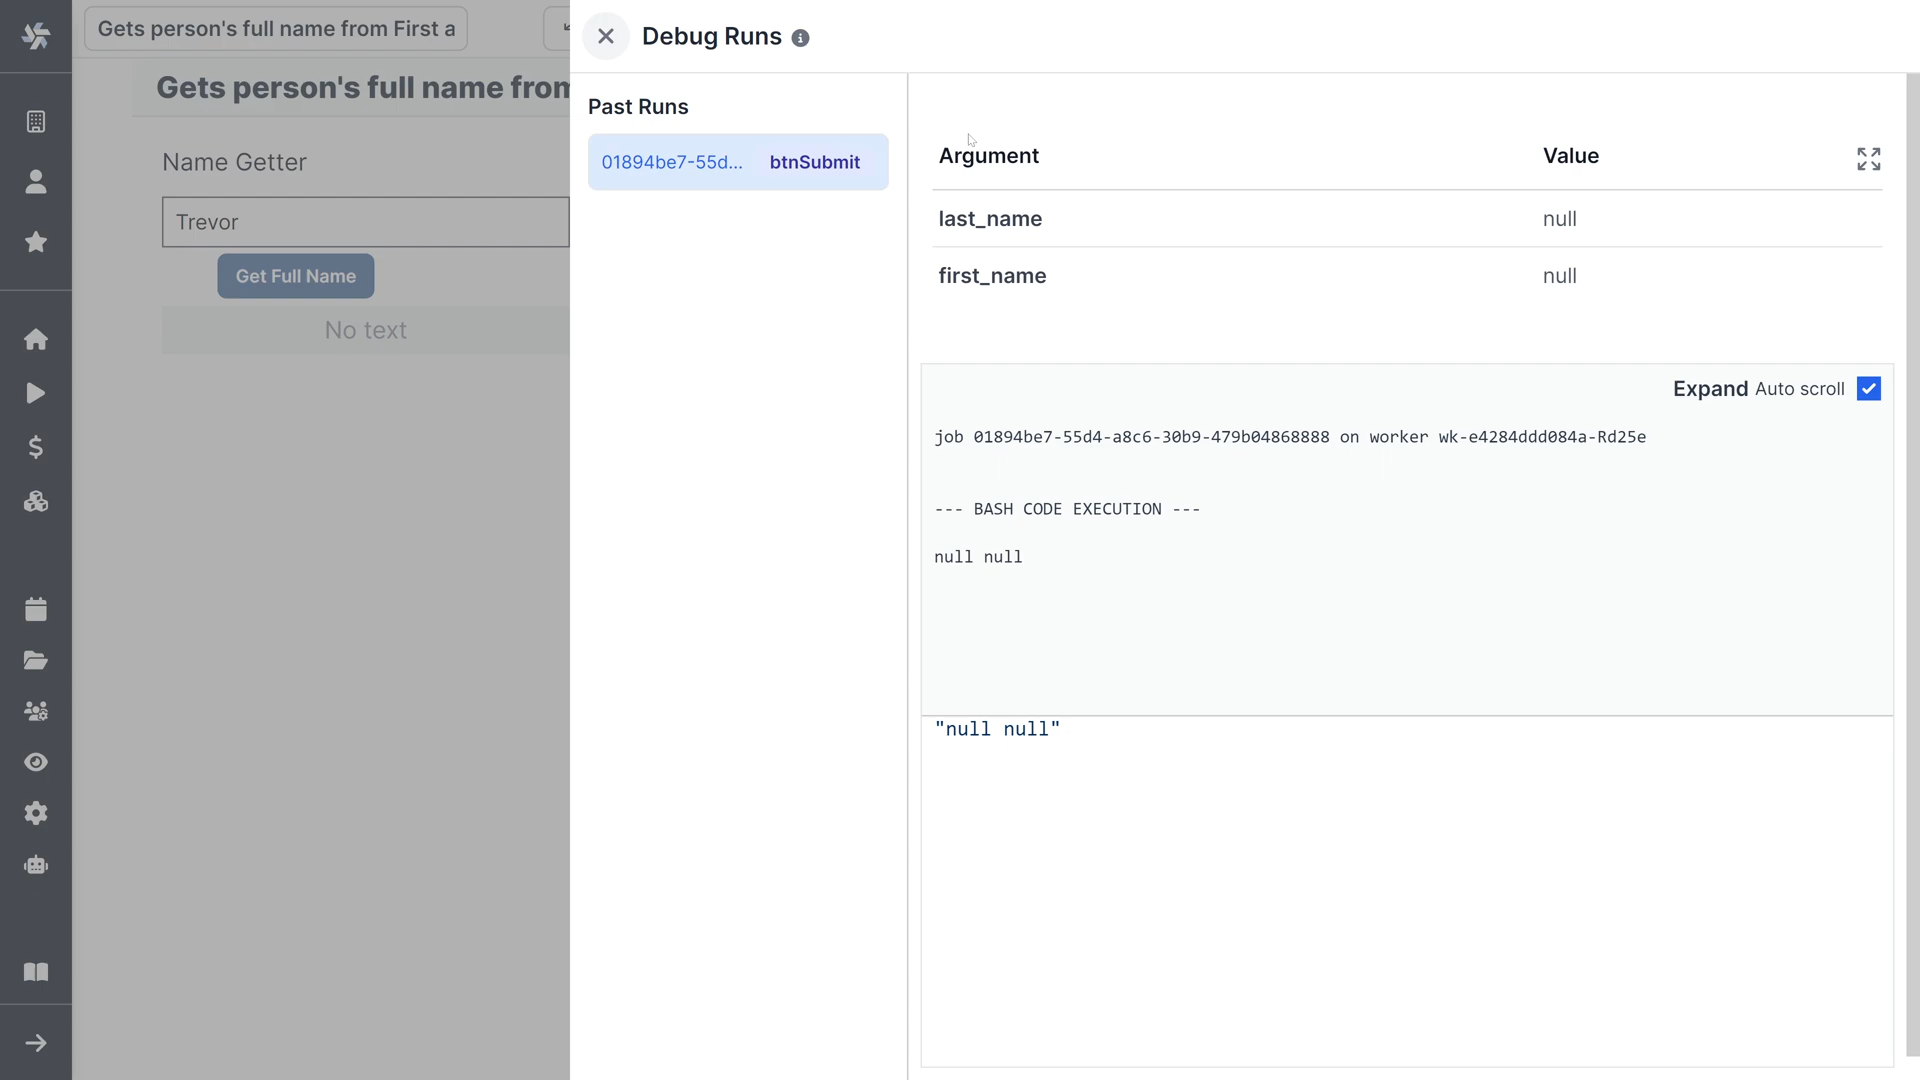 Gets person's full name from First a
Gets person's full name from
Name Getter
Trevor
Get Full Name
No text
Debug Runs
Past Runs
01894be7-55d... btnSubmit
Argument Value
last_name null
first_name null
Expand Auto scroll
job 01894be7-55d4-a8c6-30b9-479b04868888 on worker wk-e4284ddd084a-Rd25e
--- BASH CODE EXECUTION ---
null null
"null null"